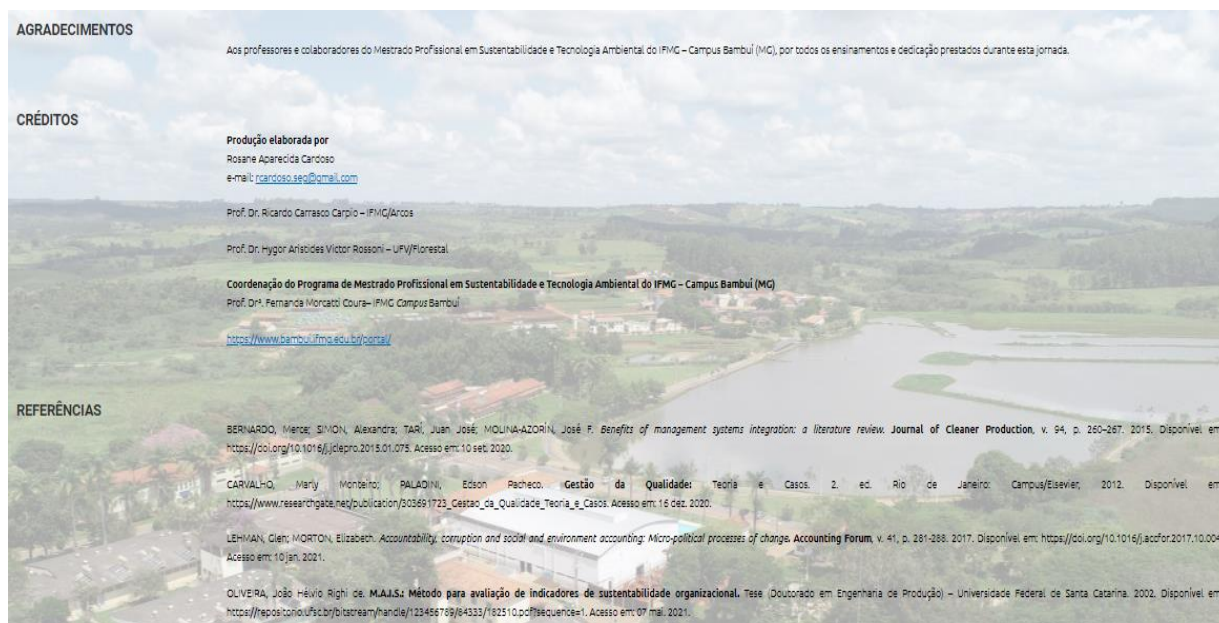 AGRADECIMENTOS
Aos professores e colaboradores do Mestrado Profissional em Sustentabilidade e Tecnologia Ambiental do IFMG – Campus Bambuí (MG), por todos os ensinamentos e dedicação prestados durante esta jornada.
CRÉDITOS
Produção elaborada por
Rosane Aparecida Cardoso
e-mail: rcardoso.seg@gmail.com
Prof. Dr. Ricardo Carrasco Carpio – IFMG/Arcos
Prof. Dr. Hygor Aristides Victor Rossoni – UFV/Florestal
Coordenação do Programa de Mestrado Profissional em Sustentabilidade e Tecnologia Ambiental do IFMG – Campus Bambuí (MG)
Prof. Drª. Fernanda Morcatti Coura– IFMG Campus Bambuí
https://www.bambui.ifmg.edu.br/portal/
REFERÊNCIAS
BERNARDO, Merce; SIMON, Alexandra; TARÍ, Juan José; MOLINA-AZORÍN, José F. Benefits of management systems integration: a literature review. Journal of Cleaner Production, v. 94, p. 260-267. 2015. Disponível em
https://doi.org/10.1016/j.jclepro.2015.01.075. Acesso em: 10 set. 2020.
CARVALHO, Marly Monteiro; PALADINI, Edson Pacheco. Gestão da Qualidade: Teoria e Casos. 2. ed. Rio de Janeiro: Campus/Elsevier, 2012. Disponível em
https://www.researchgate.net/publication/303691723_Gestao_da_Qualidade_Teoria_e_Casos. Acesso em: 16 dez. 2020.
LEHMAN, Glen; MORTON, Elizabeth. Accountability, corruption and social and environment accounting: Micro-political processes of change. Accounting Forum, v. 41, p. 281-288. 2017. Disponível em: https://doi.org/10.1016/j.accfor.2017.10.004
Acesso em: 10 jan. 2021.
OLIVEIRA, João Hélvio Righi de. M.A.I.S.: Método para avaliação de indicadores de sustentabilidade organizacional. Tese (Doutorado em Engenharia de Produção) – Universidade Federal de Santa Catarina. 2002. Disponível em
https://repositorio.ufsc.br/bitstream/handle/123456789/84333/182510.pdf?sequence=1. Acesso em: 07 mai. 2021.